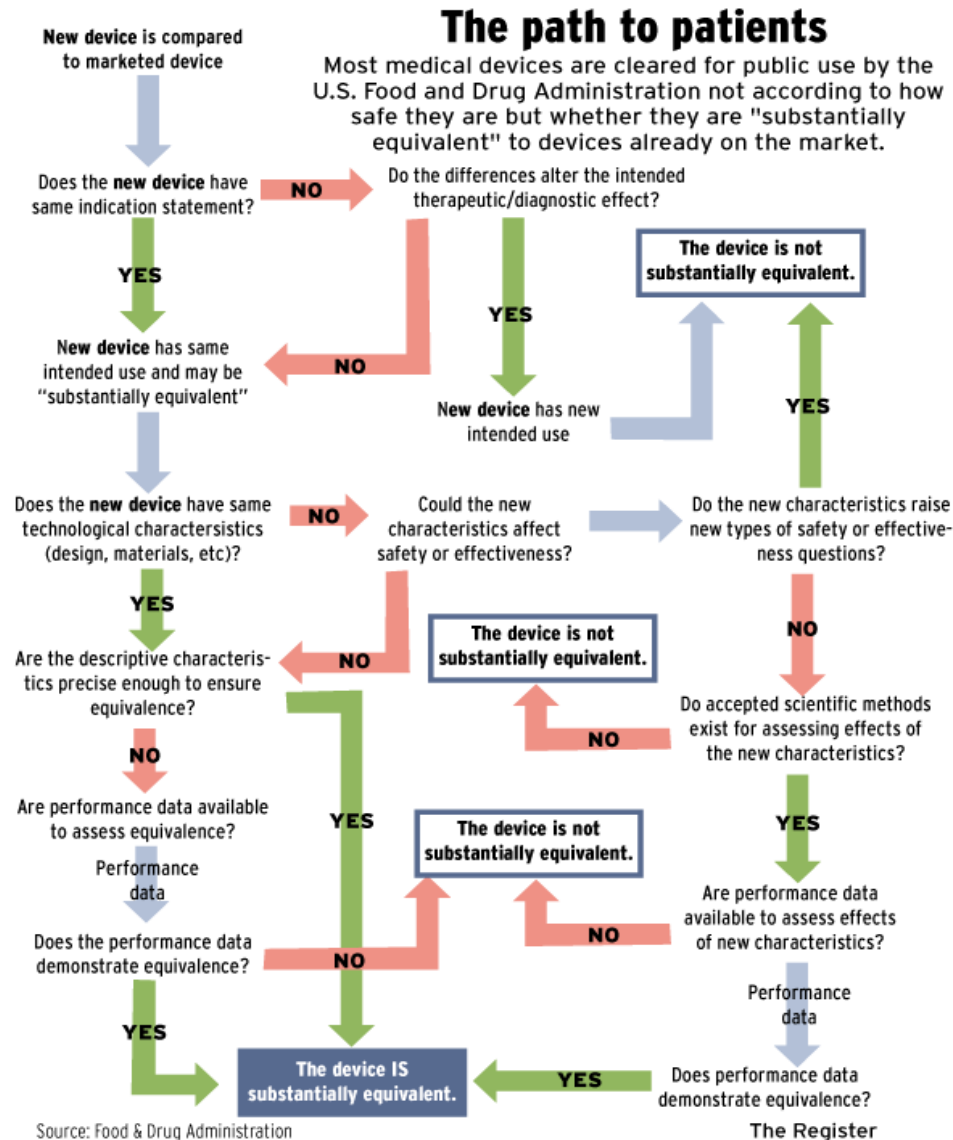 The path to patients
Most medical devices are cleared for public use by the
U.S. Food and Drug Administration not according to how
safe they are but whether they are "substantially
equivalent" to devices already on the market.
New device is compared
to marketed device
Does the new device have
same indication statement?
NO
Do the differences alter the intended
therapeutic/diagnostic effect?
The device is not
substantially equivalent.
YES
YES
New device has same
intended use and may be
“substantially equivalent”
NO
New device has new
intended use
YES
Does the new device have same
technological charactersistics
(design, materials, etc)?
NO
Could the new
characteristics affect
safety or effectiveness?
Do the new characteristics raise
new types of safety or effective-
ness questions?
YES
NO
Are the descriptive characteris-
tics precise enough to ensure
equivalence?
NO
The device is not
substantially equivalent.
Do accepted scientific methods
exist for assessing effects of
the new characteristics?
NO
NO
Are performance data available
to assess equivalence?
YES
The device is not
substantially equivalent.
YES
Performance
data
Are performance data
available to assess effects
of new characteristics?
NO
Does the performance data
demonstrate equivalence?
NO
Performance
data
YES
The device IS
substantially equivalent.
YES
Does performance data
demonstrate equivalence?
Source: Food & Drug Administration
The Register